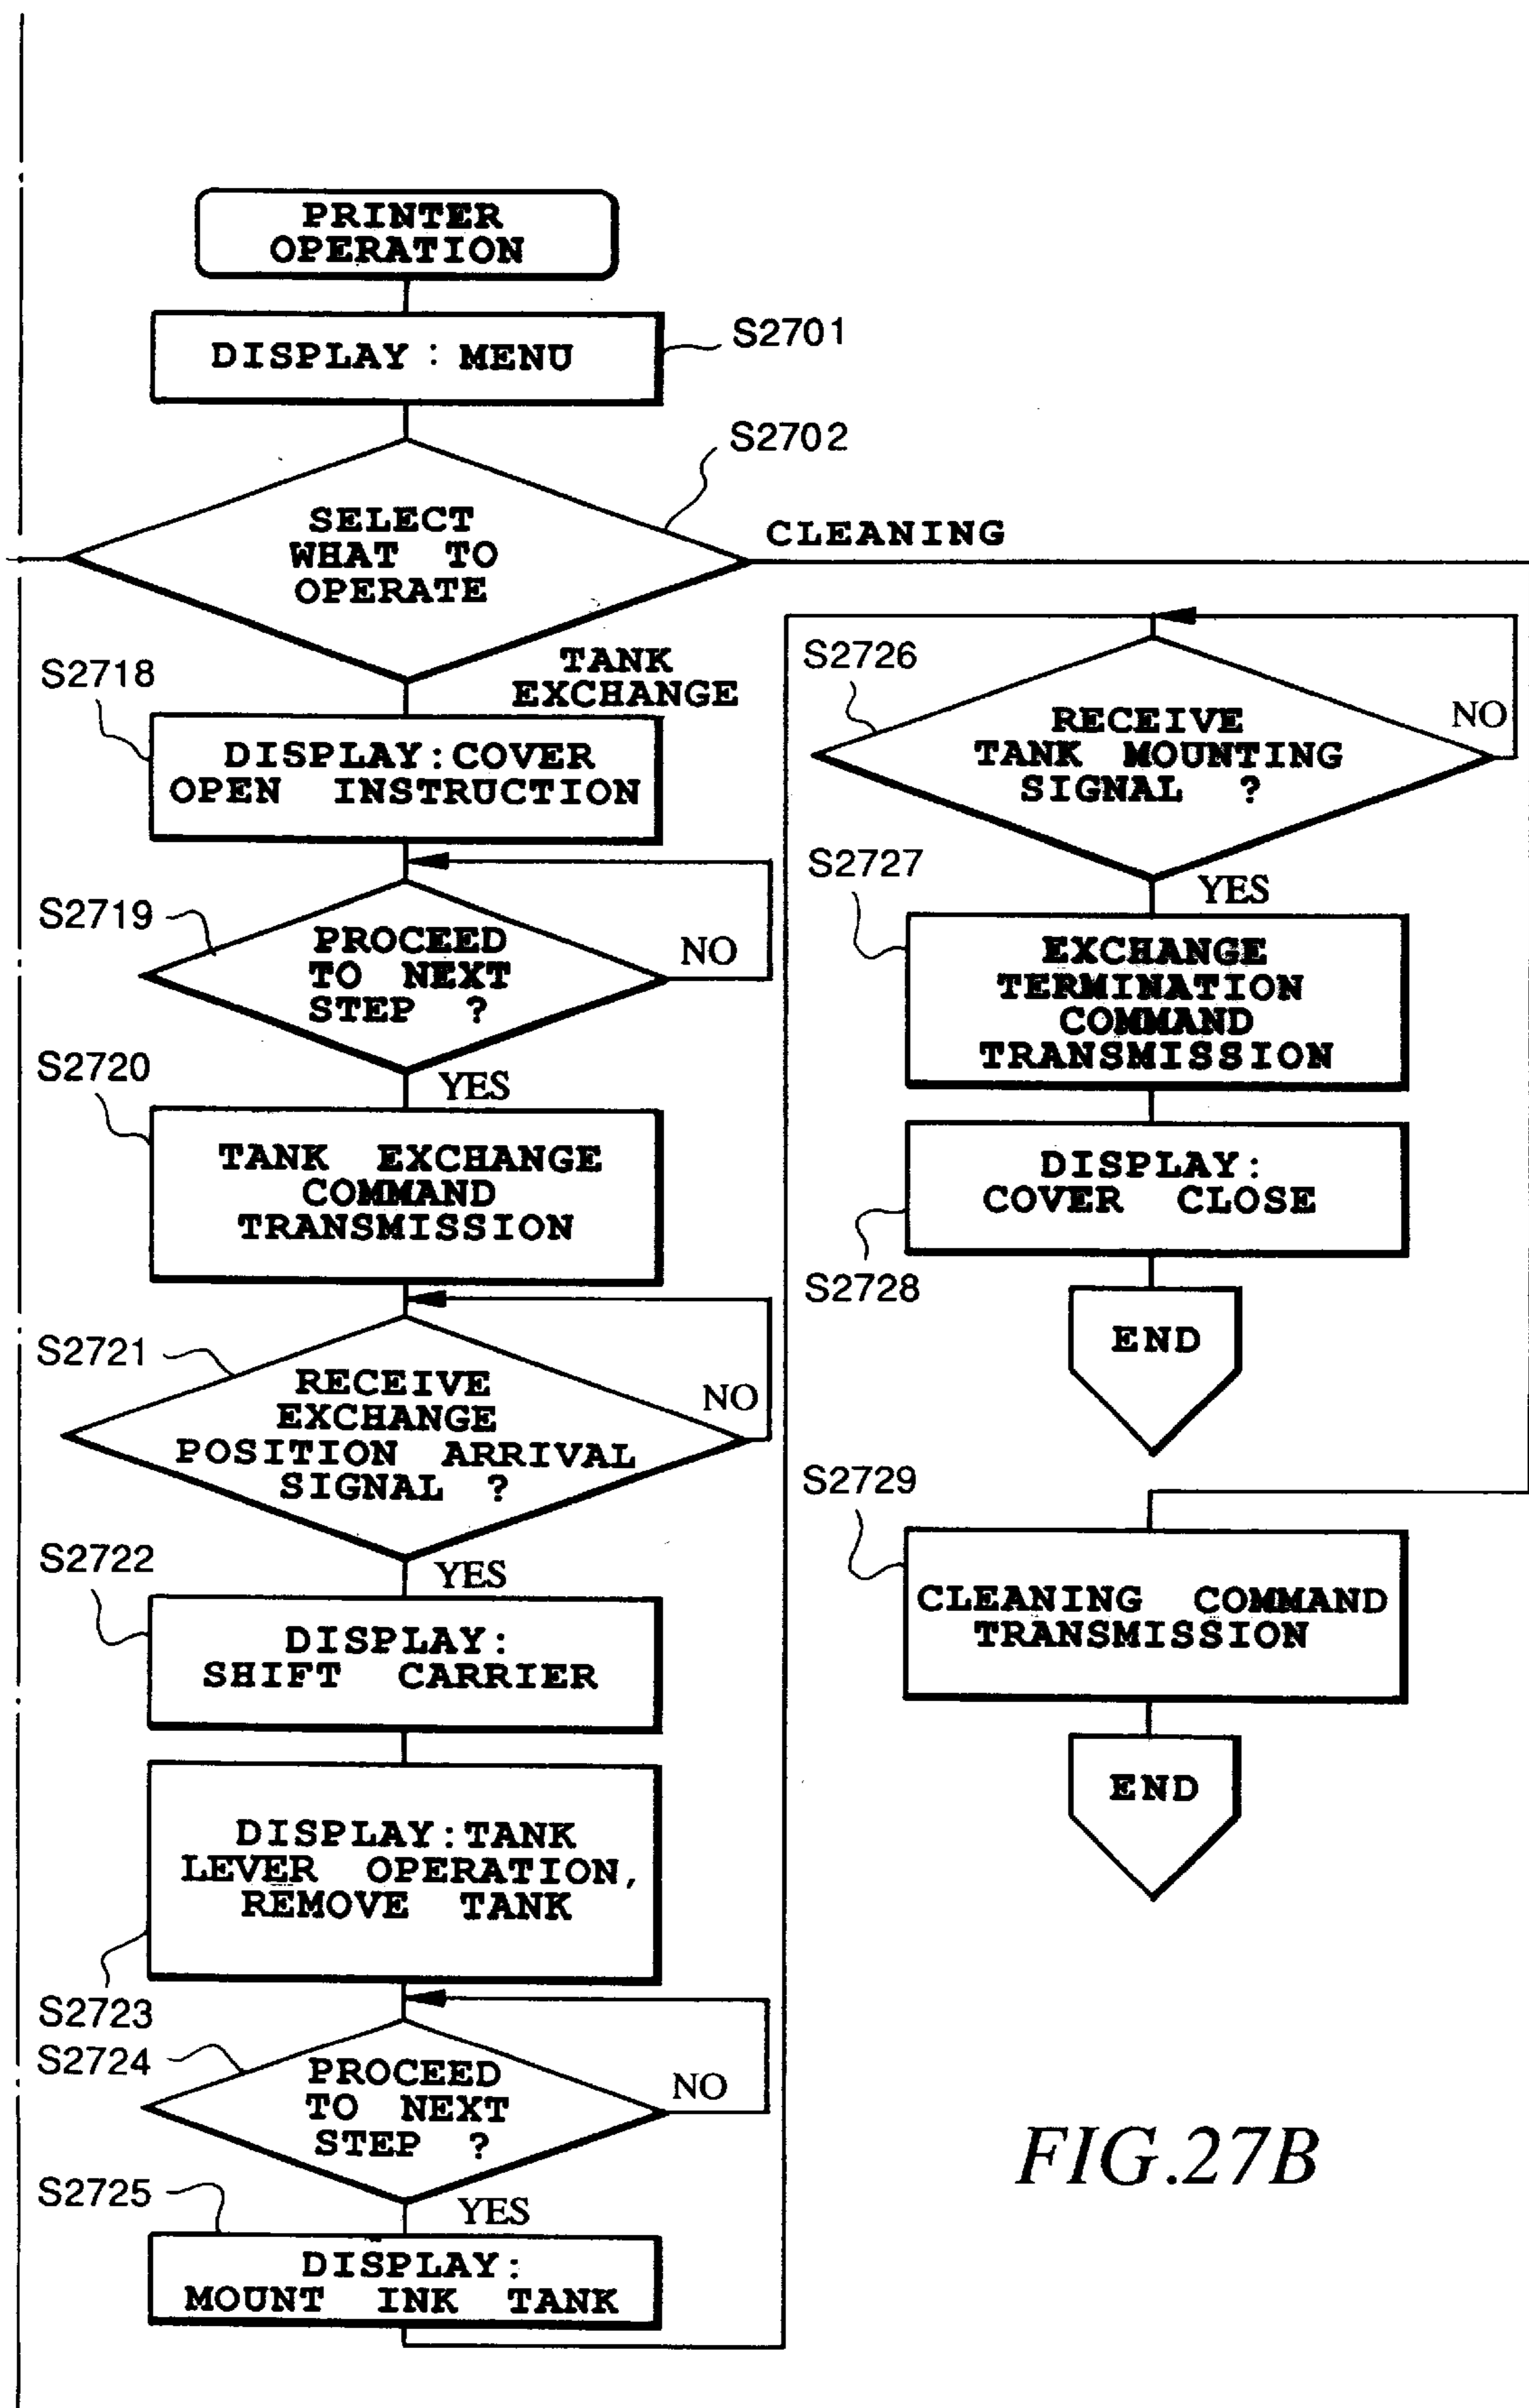 PRINTER
OPERATION
DISPLAY : MENU
S2701
S2702
SELECT
WHAT TO
OPERATE
CLEANING
TANK
EXCHANGE
S2718
DISPLAY:COVER
OPEN INSTRUCTION
S2719
PROCEED
TO NEXT
STEP ?
NO
YES
S2720
TANK EXCHANGE
COMMAND
TRANSMISSION
S2721
RECEIVE
EXCHANGE
POSITION ARRIVAL
SIGNAL ?
NO
YES
S2722
DISPLAY:
SHIFT CARRIER
DISPLAY:TANK
LEVER OPERATION,
REMOVE TANK
S2723
S2724
PROCEED
TO NEXT
STEP ?
NO
YES
S2725
DISPLAY:
MOUNT INK TANK
S2726
RECEIVE
TANK MOUNTING
SIGNAL ?
NO
YES
S2727
EXCHANGE
TERMINATION
COMMAND
TRANSMISSION
DISPLAY:
COVER CLOSE
S2728
END
S2729
CLEANING COMMAND
TRANSMISSION
END
FIG.27B